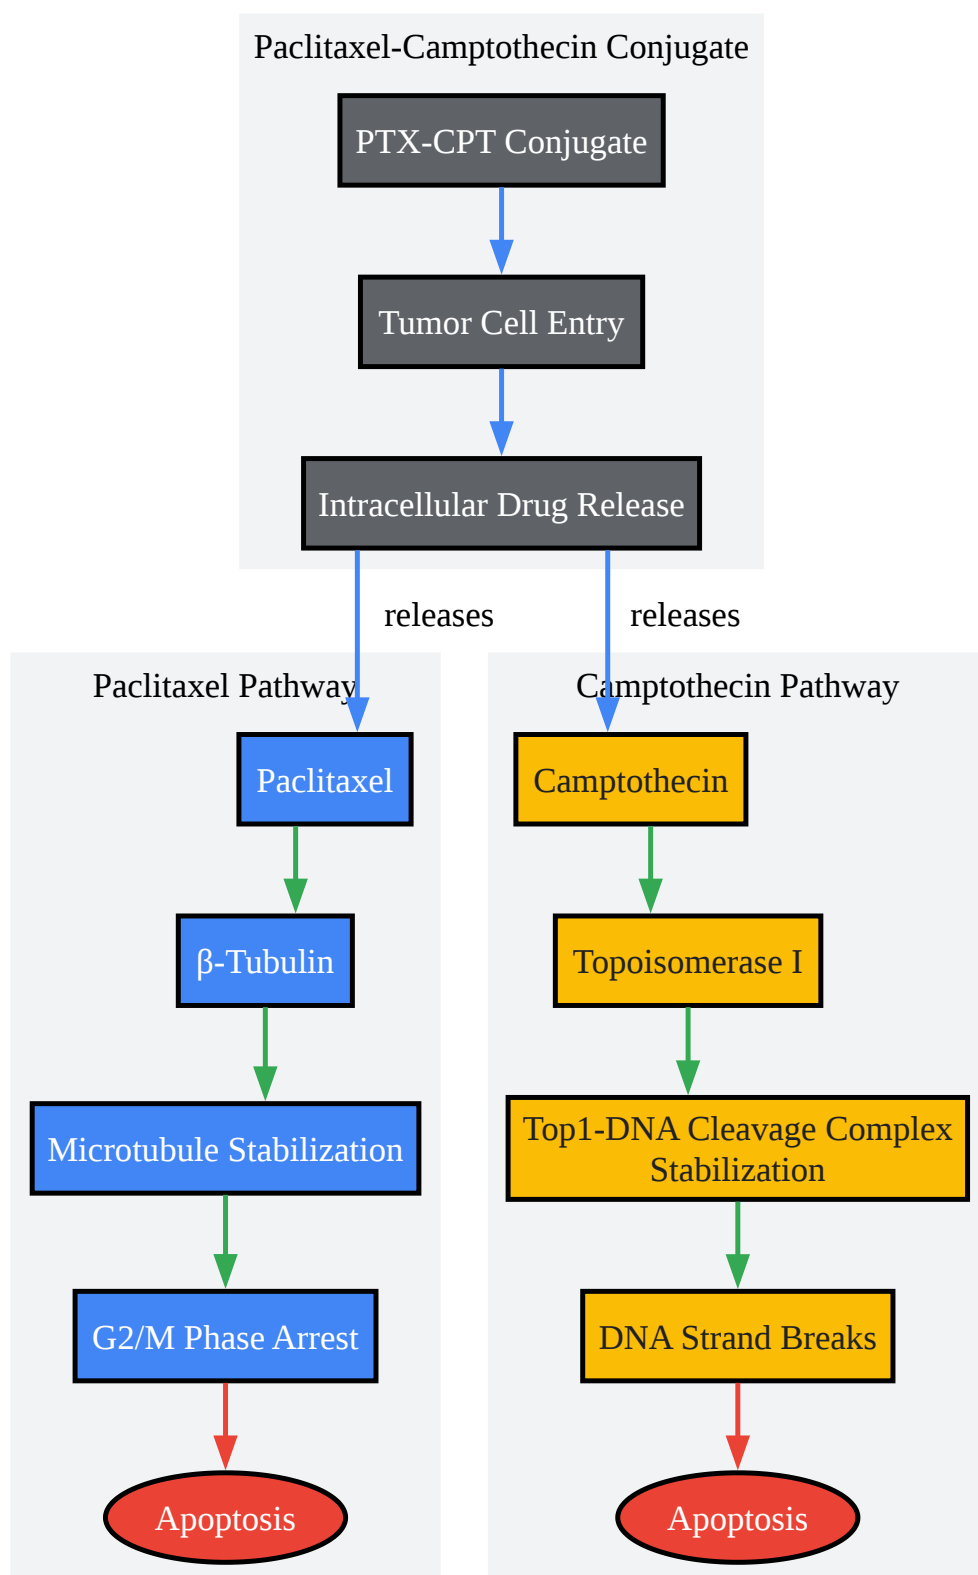 Paclitaxel-Camptothecin Conjugate
PTX-CPT Conjugate
Tumor Cell Entry
Intracellular Drug Release
releases
releases
Paclitaxel Pathway
Paclitaxel
β-Tubulin
Microtubule Stabilization
G2/M Phase Arrest
Apoptosis
Camptothecin Pathway
Camptothecin
Topoisomerase I
Top1-DNA Cleavage Complex
Stabilization
DNA Strand Breaks
Apoptosis